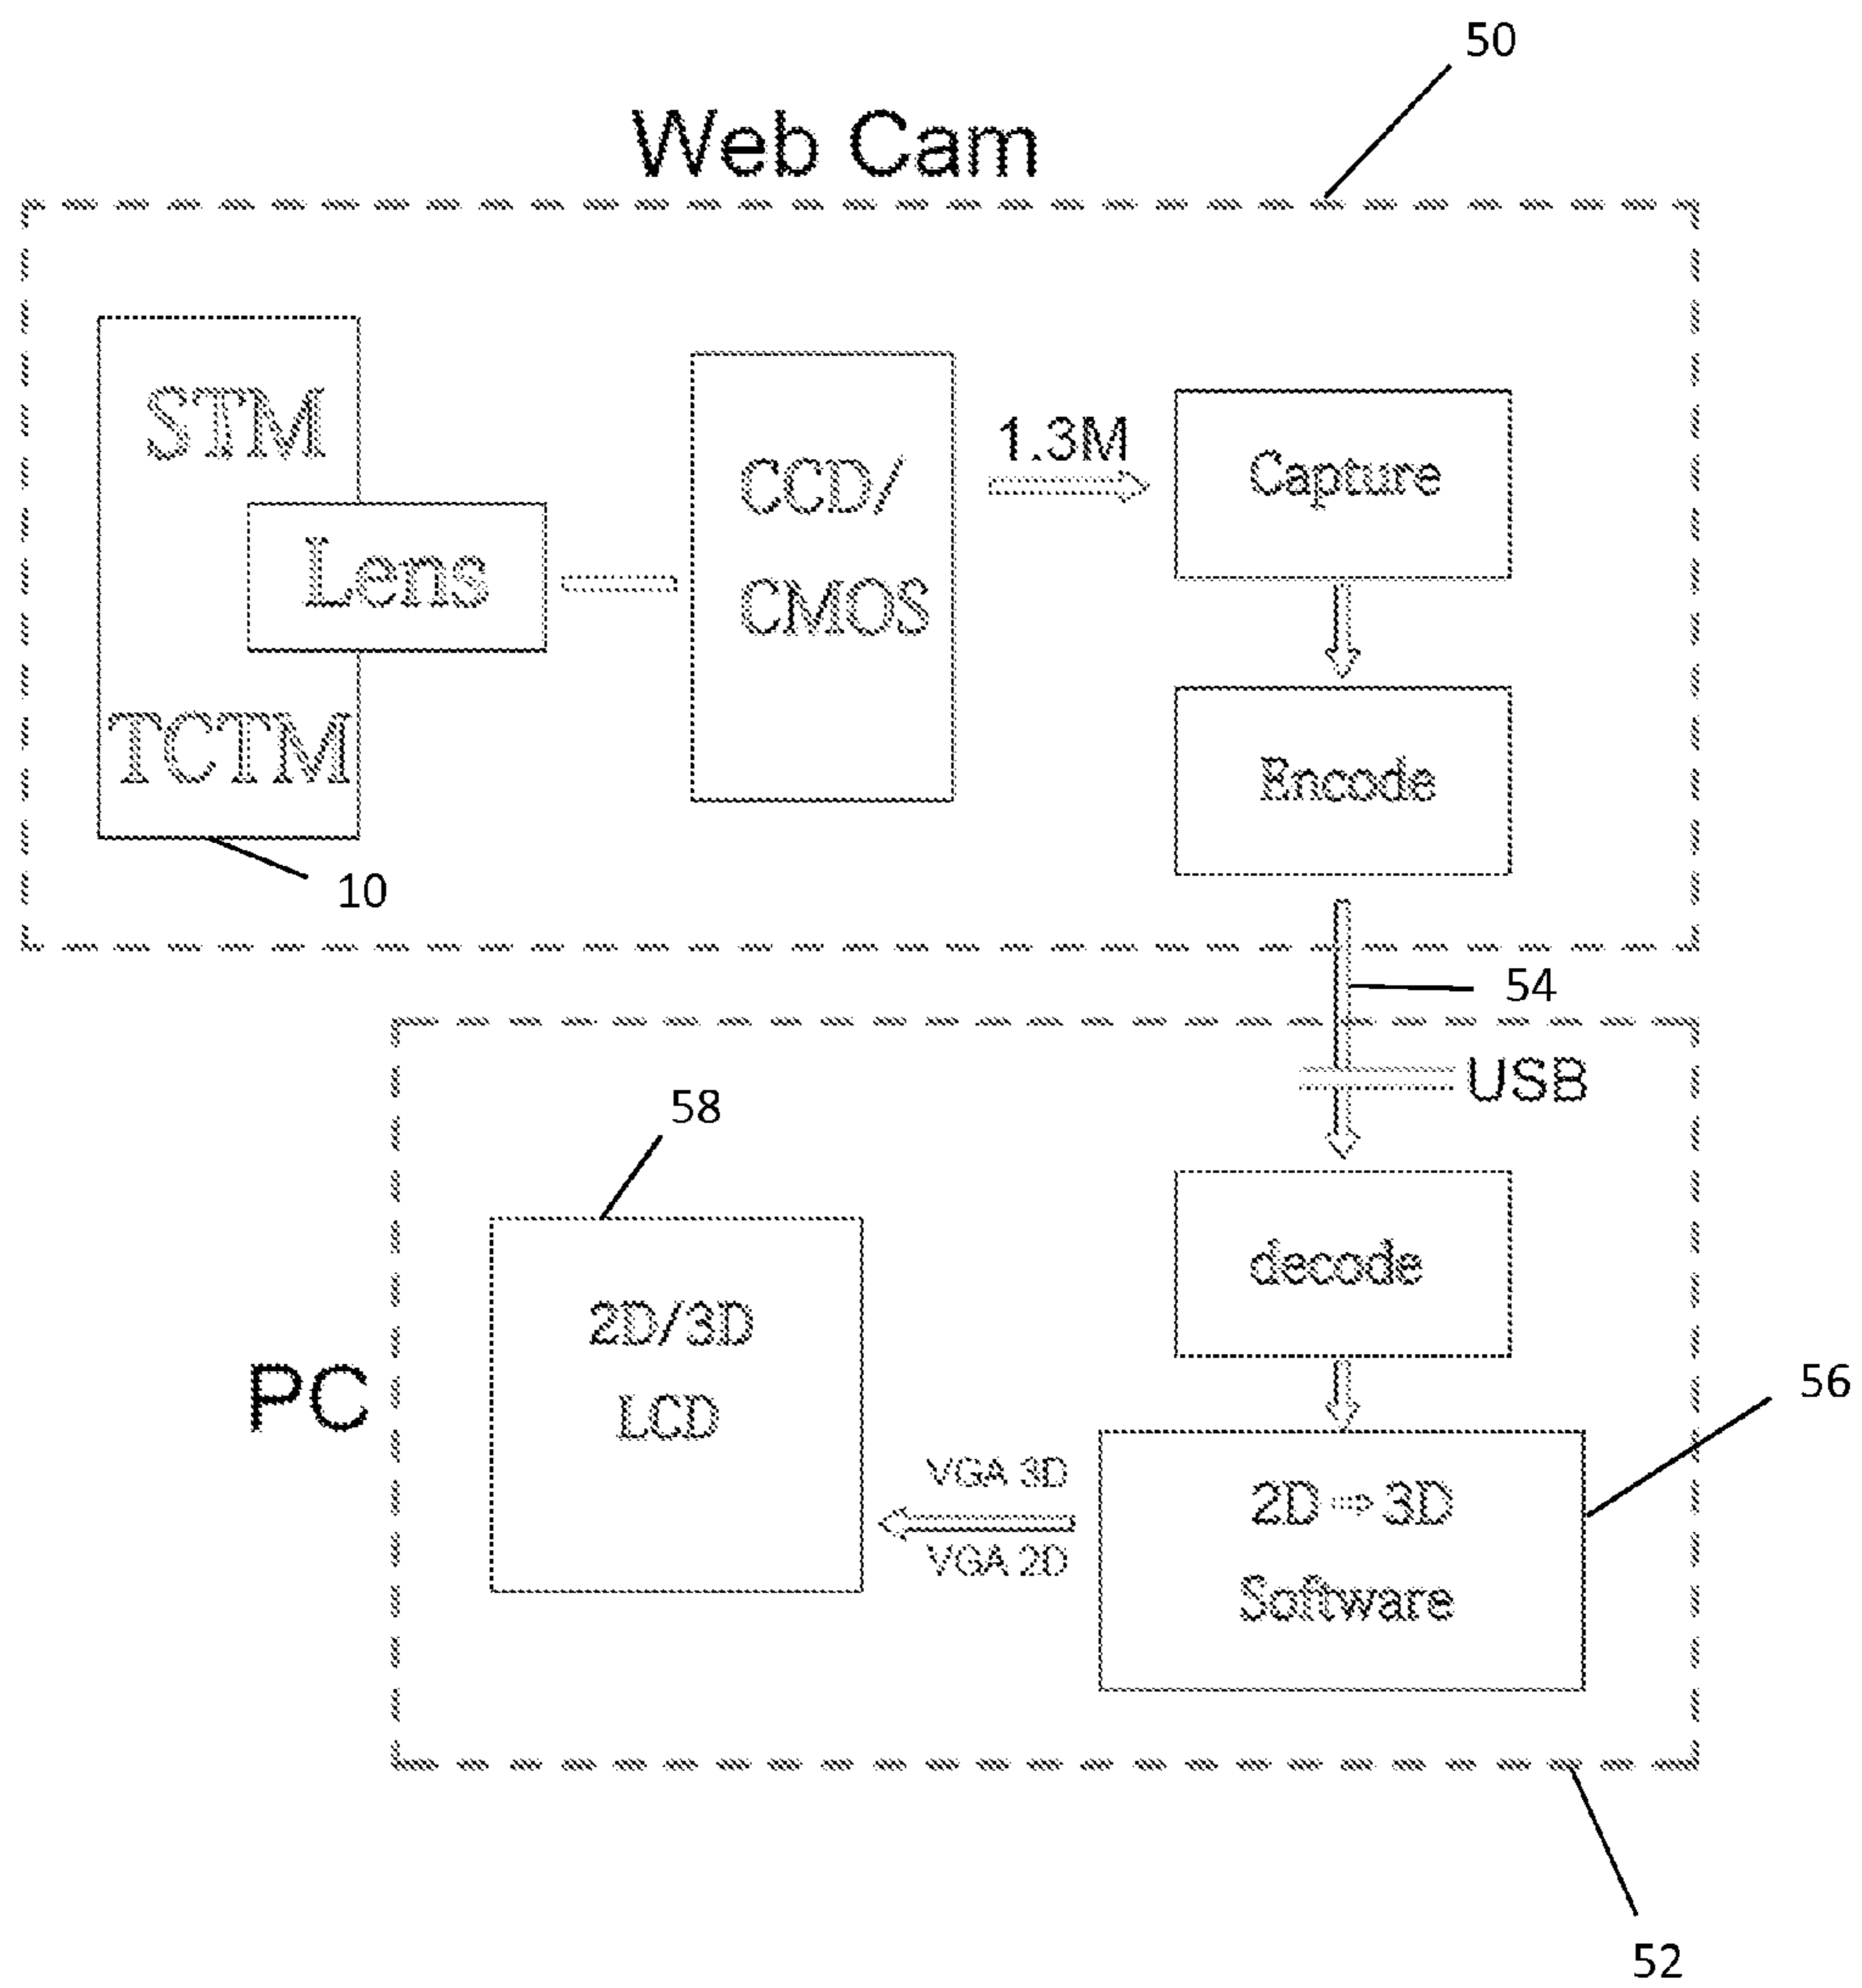 50
Web Cam
STM
Lens
TCTM
10
CCD/
CMOS
1.3M
Capture
Encode
54
USB
58
decode
2D/3D
LCD
PC
56
VGA 3D
VGA 2D
2D ⇒ 3D
Software
52